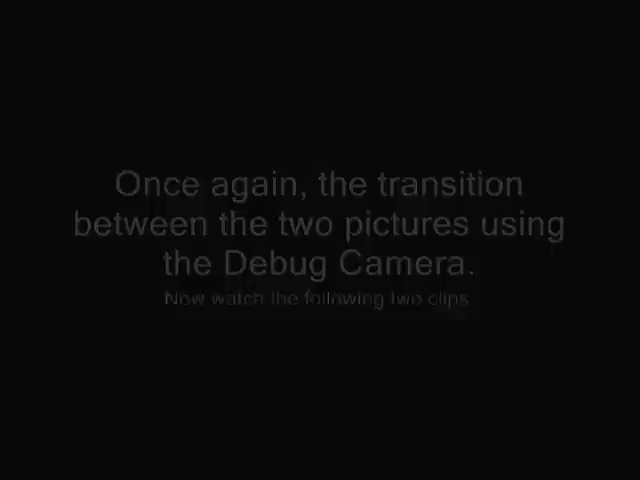 Once again, the transition
between the two pictures using
the Debug Camera.
Now watch the following two clips